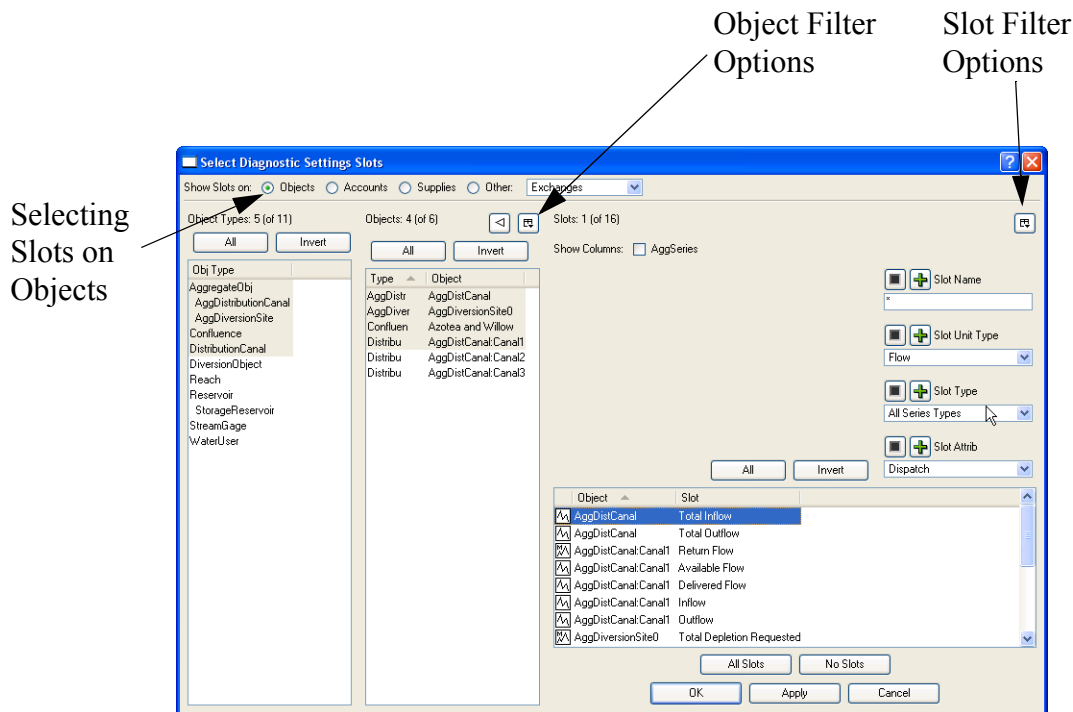 Object Filter
Options
Slot Filter
Options
Selecting
Slots on
Objects
Select Diagnostic Settings Slots
Show Slots on: Objects Accounts Supplies Other: Exchanges
Object Types: 5 (of 11)
All Invert
Obj Type
AggregateObj
AggDistributionCanal
AggDiversionSite
Confluence
DistributionCanal
DiversionObject
Reach
Reservoir
StorageReservoir
StreamGage
WaterUser
Objects: 4 (of 6)
All Invert
Type Object
AggDistr AggDistCanal
AggDiver AggDiversionSite0
Confluen Azotea and Willow
Distribu AggDistCanal:Canal1
Distribu AggDistCanal:Canal2
Distribu AggDistCanal:Canal3
Slots: 1 (of 16)
Show Columns: AggSeries
Slot Name
*
Slot Unit Type
Flow
Slot Type
All Series Types
Slot Attrib
Dispatch
All Invert
Object Slot
AggDistCanal Total Inflow
AggDistCanal Total Outflow
AggDistCanal:Canal1 Return Flow
AggDistCanal:Canal1 Available Flow
AggDistCanal:Canal1 Delivered Flow
AggDistCanal:Canal1 Inflow
AggDistCanal:Canal1 Outflow
AggDiversionSite0 Total Depletion Requested
All Slots No Slots
OK Apply Cancel